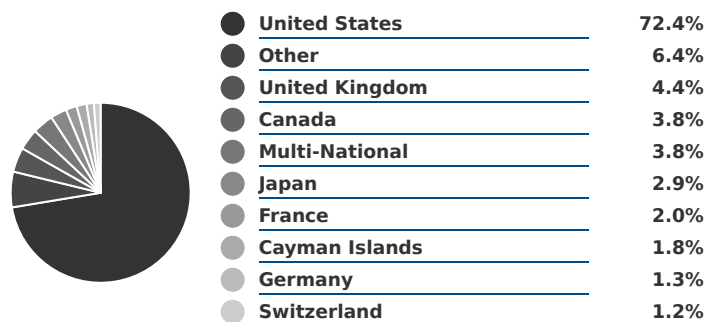 United States 72.4%
Other 6.4%
United Kingdom 4.4%
Canada 3.8%
Multi-National 3.8%
Japan 2.9%
France 2.0%
Cayman Islands 1.8%
Germany 1.3%
Switzerland 1.2%